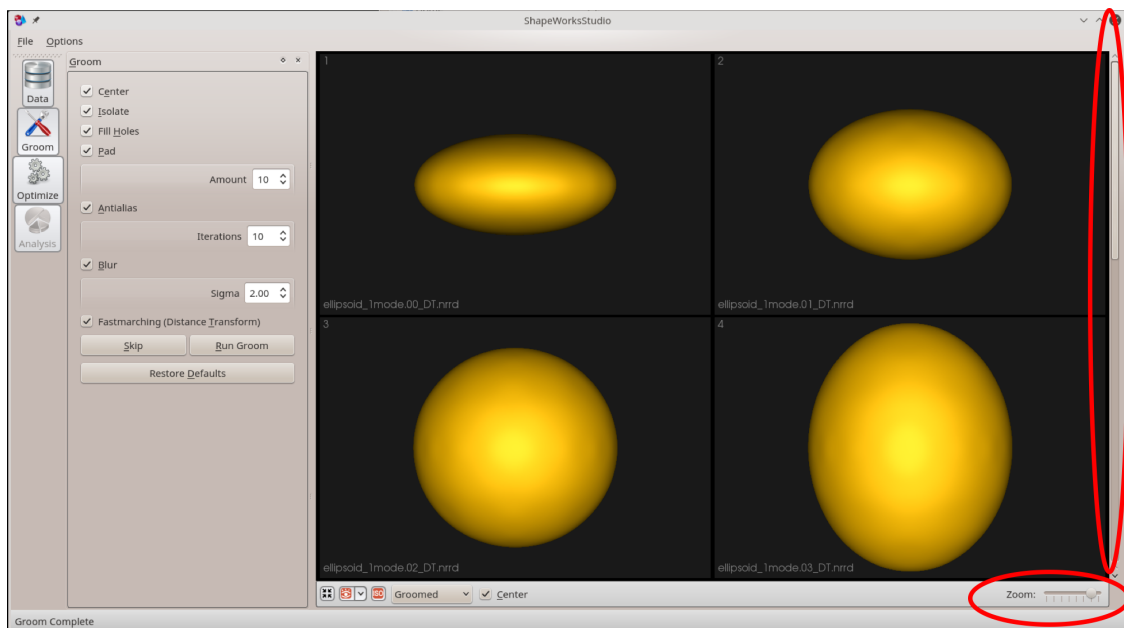 ShapeWorksStudio
File Options
Data
Groom
Optimize
Analysis
Groom
Center
Isolate
Fill Holes
Pad
Amount 10
Antialias
Iterations 10
Blur
Sigma 2.00
Fastmarching (Distance Transform)
Skip Run Groom
Restore Defaults
1
ellipsoid_1mode.00_DT.nrrd
2
ellipsoid_1mode.01_DT.nrrd
3
ellipsoid_1mode.02_DT.nrrd
4
ellipsoid_1mode.03_DT.nrrd
ISO Groomed Center Zoom:
Groom Complete